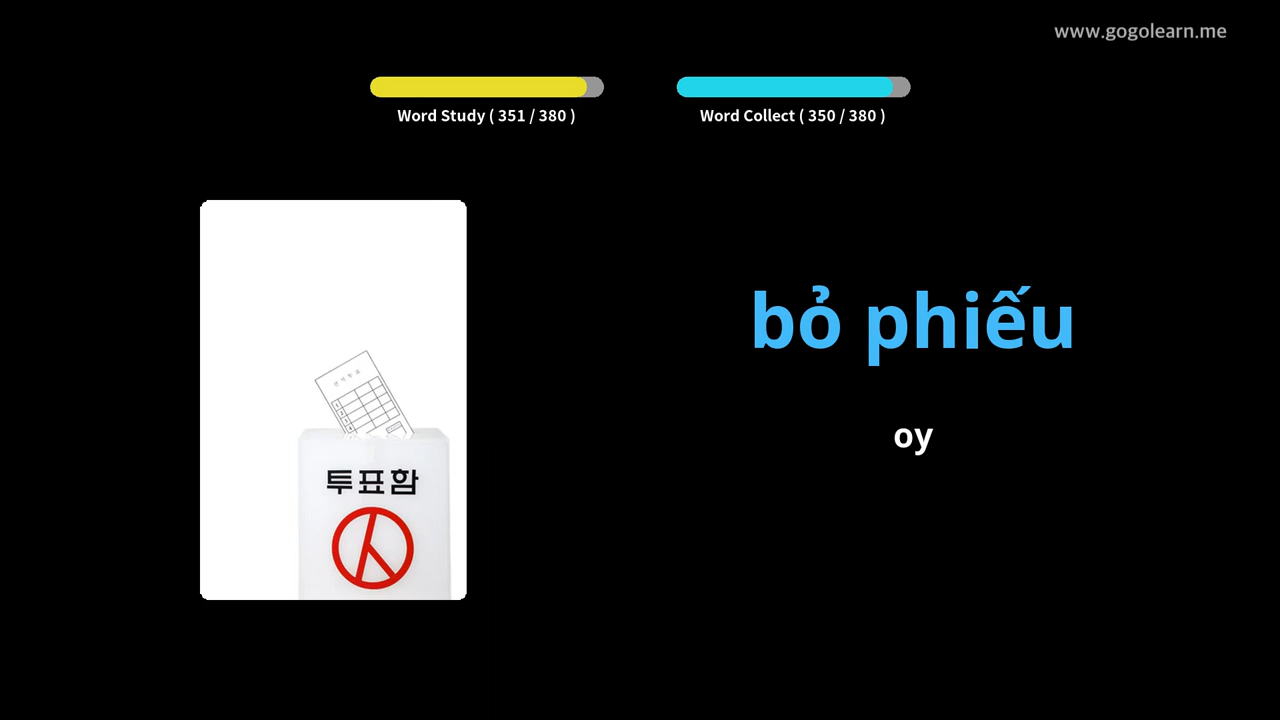 www.gogolearn.me
Word Study ( 351 / 380 )
Word Collect ( 350 / 380 )
bỏ phiếu
oy
투표함